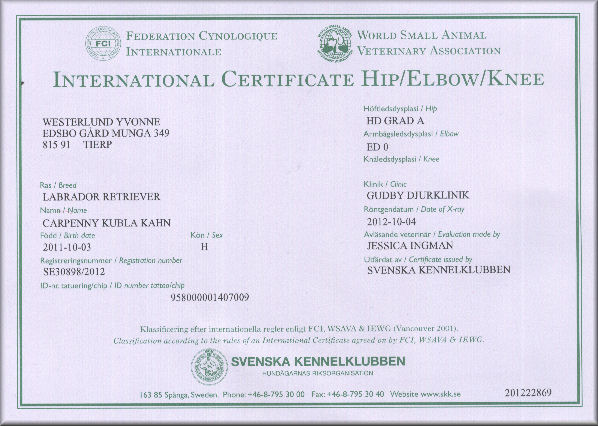 FEDERATION CYNOLOGIQUE
INTERNATIONALE
FCI
WORLD SMALL ANIMAL
VETERINARY ASSOCIATION
INTERNATIONAL CERTIFICATE HIP/ELBOW/KNEE
WESTERLUND YVONNE
EDSBO GÅRD MUNGA 349
815 91 TIERP
Höftledsdysplasi / Hip
HD GRAD A
Armbågsledsdysplasi / Elbow
ED 0
Knäledsdysplasi / Knee
Ras / Breed
LABRADOR RETRIEVER
Namn / Name
CARPENNY KUBLA KAHN
Född / Birth date
Kön / Sex
2011-10-03
H
Registreringsnummer / Registration number
SE30898/2012
ID-nr. tatuering/chip / ID number tattoo/chip
958000001407009
Klinik / Clinic
GUDBY DJURKLINIK
Röntgendatum / Date of X-ray
2012-10-04
Avläsande veterinär / Evaluation made by
JESSICA INGMAN
Utfärdat av / Certificate issued by
SVENSKA KENNELKLUBBEN
Klassificering efter internationella regler enligt FCI, WSAVA & IEWG (Vancouver 2001).
Classification according to the rules of an International Certificate agreed on by FCI, WSAVA & IEWG.
SVENSKA KENNELKLUBBEN
HUNDÄGARNAS RIKSORGANISATION
163 85 Spånga, Sweden. Phone: +46-8-795 30 00 Fax: +46-8-795 30 40 Website www.skk.se
201222869